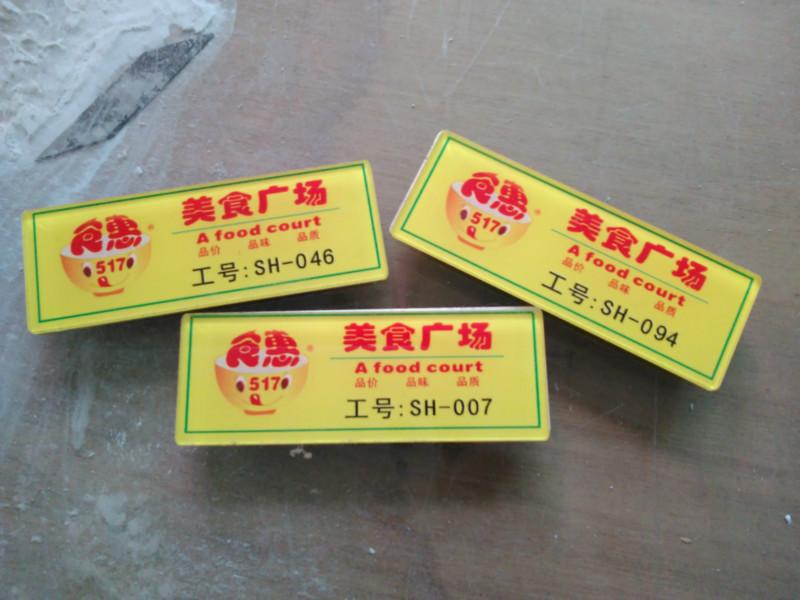 食惠®
517
美食广场
A food court
品价 品味 品质
工号:SH-046
食惠®
517
美食广场
A food court
品价 品味 品质
工号:SH-094
食惠®
517
美食广场
A food court
品价 品味 品质
工号:SH-007